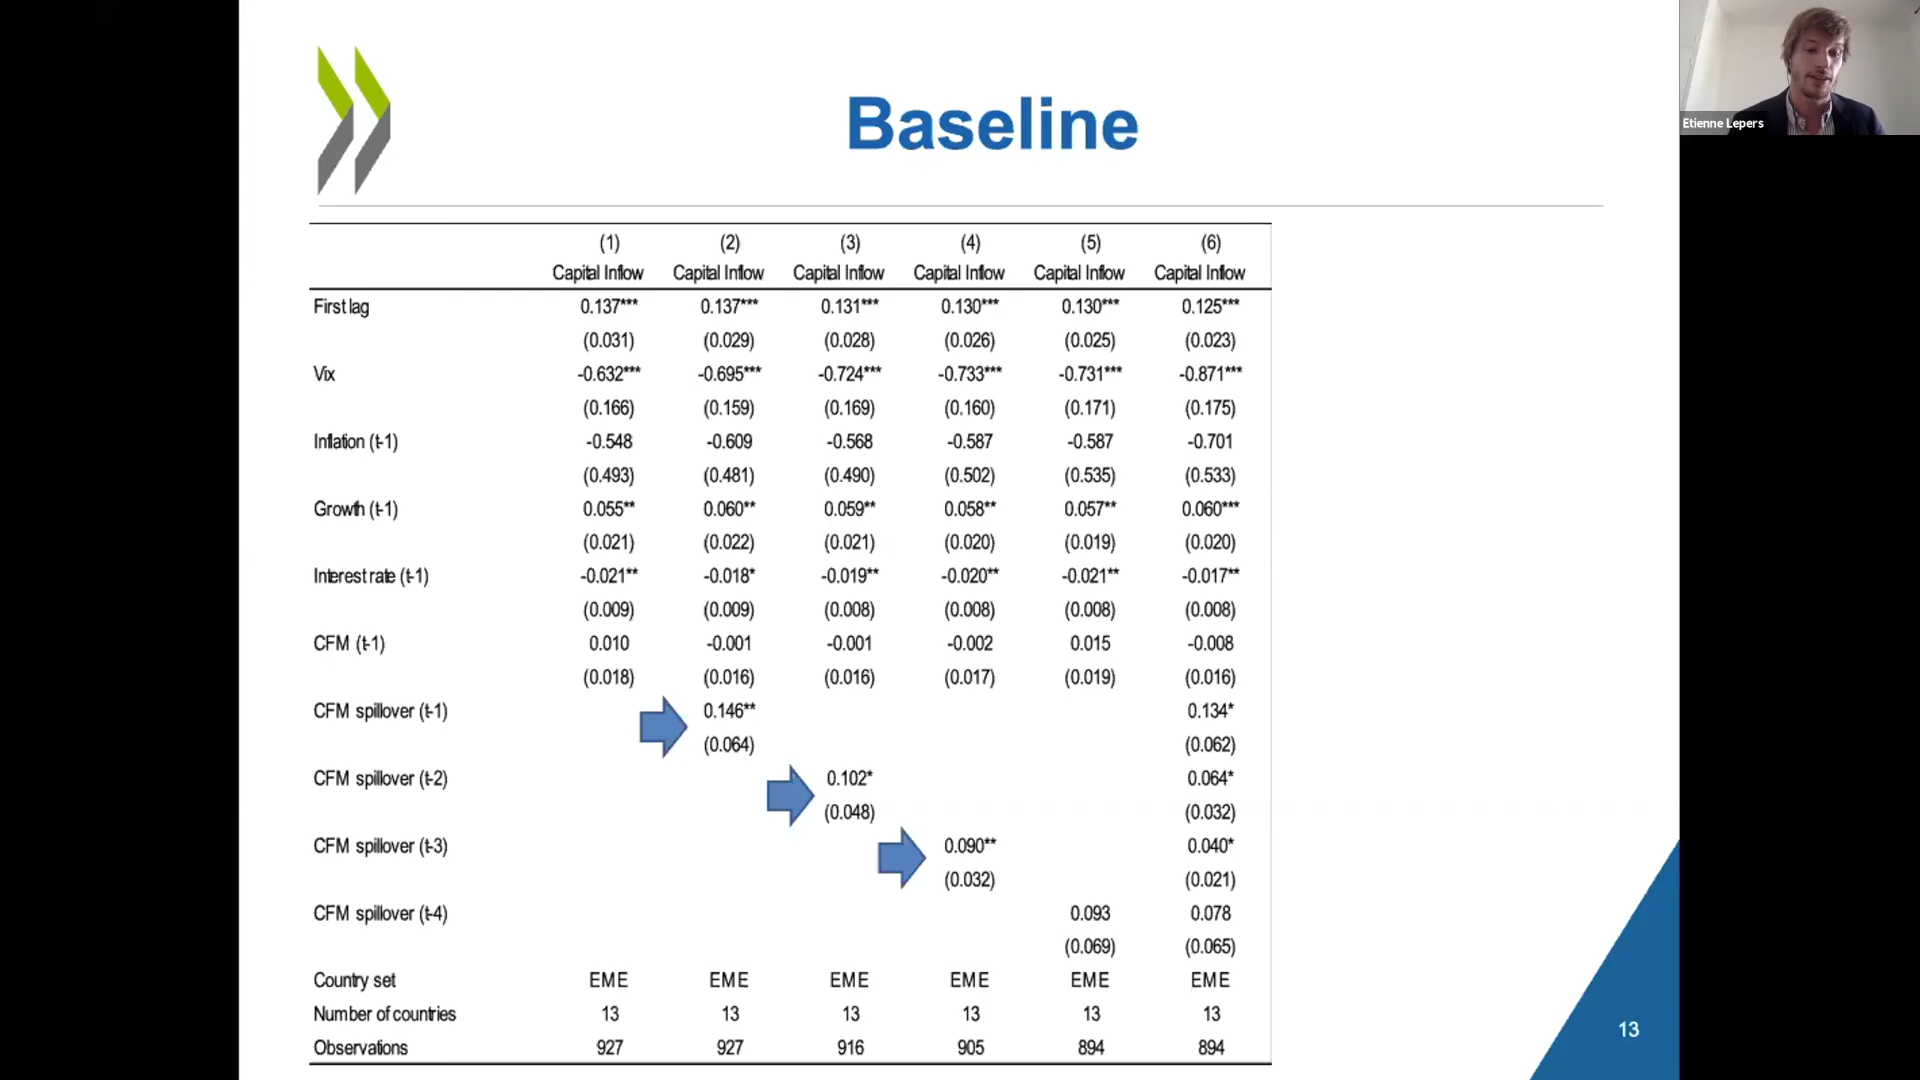 Baseline
Etienne Lepers
(1) (2) (3) (4) (5) (6)
Capital Inflow Capital Inflow Capital Inflow Capital Inflow Capital Inflow Capital Inflow
First lag 0.137*** 0.137*** 0.131*** 0.130*** 0.130*** 0.125***
(0.031) (0.029) (0.028) (0.026) (0.025) (0.023)
Vix -0.632*** -0.695*** -0.724*** -0.733*** -0.731*** -0.871***
(0.166) (0.159) (0.169) (0.160) (0.171) (0.175)
Inflation (t-1) -0.548 -0.609 -0.568 -0.587 -0.587 -0.701
(0.493) (0.481) (0.490) (0.502) (0.535) (0.533)
Growth (t-1) 0.055** 0.060** 0.059** 0.058** 0.057** 0.060***
(0.021) (0.022) (0.021) (0.020) (0.019) (0.020)
Interest rate (t-1) -0.021** -0.018* -0.019** -0.020** -0.021** -0.017**
(0.009) (0.009) (0.008) (0.008) (0.008) (0.008)
CFM (t-1) 0.010 -0.001 -0.001 -0.002 0.015 -0.008
(0.018) (0.016) (0.016) (0.017) (0.019) (0.016)
CFM spillover (t-1) 0.146** 0.134*
(0.064) (0.062)
CFM spillover (t-2) 0.102* 0.064*
(0.048) (0.032)
CFM spillover (t-3) 0.090** 0.040*
(0.032) (0.021)
CFM spillover (t-4) 0.093 0.078
(0.069) (0.065)
Country set EME EME EME EME EME EME
Number of countries 13 13 13 13 13 13
Observations 927 927 916 905 894 894
13